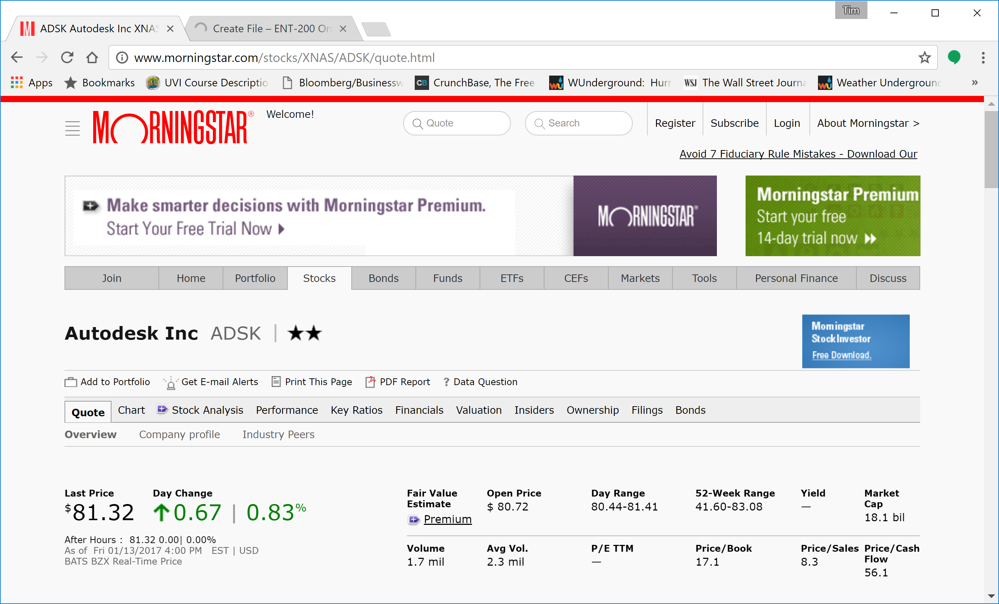 Tim
ADSK Autodesk Inc XNAS
Create File – ENT-200 On
www.morningstar.com/stocks/XNAS/ADSK/quote.html
Apps Bookmarks UVI Course Descriptio Bloomberg/Businessw CB CrunchBase, The Free WUnderground: Hurr WSJ The Wall Street Journa Weather Underground »
MORNINGSTAR® Welcome! Quote Search Register Subscribe Login About Morningstar >
Avoid 7 Fiduciary Rule Mistakes - Download Our
Make smarter decisions with Morningstar Premium.
Start Your Free Trial Now
MORNINGSTAR®
Morningstar Premium
Start your free
14-day trial now
Join Home Portfolio Stocks Bonds Funds ETFs CEFs Markets Tools Personal Finance Discuss
Autodesk Inc ADSK | ★★
Morningstar
StockInvestor
Free Download.
Add to Portfolio Get E-mail Alerts Print This Page PDF Report ? Data Question
Quote Chart Stock Analysis Performance Key Ratios Financials Valuation Insiders Ownership Filings Bonds
Overview Company profile Industry Peers
Last Price Day Change
$81.32 0.67 | 0.83%
After Hours : 81.32 0.00| 0.00%
As of Fri 01/13/2017 4:00 PM EST | USD
BATS BZX Real-Time Price
Fair Value Estimate
Premium
Open Price
$ 80.72
Day Range
80.44-81.41
52-Week Range
41.60-83.08
Yield
—
Market Cap
18.1 bil
Volume
1.7 mil
Avg Vol.
2.3 mil
P/E TTM
—
Price/Book
17.1
Price/Sales
8.3
Price/Cash Flow
56.1